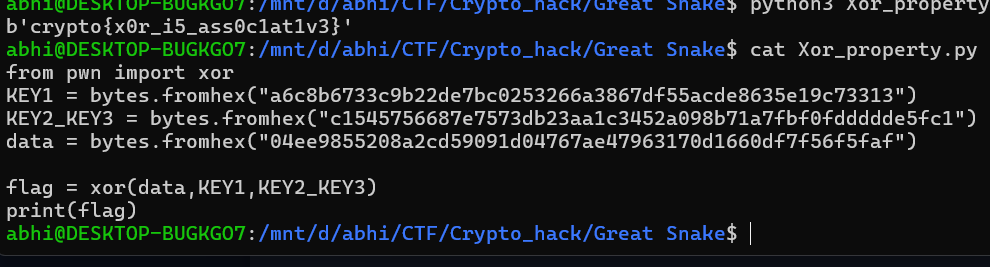 abhi@DESKTOP-BUGKGO7:/mnt/d/abhi/CTF/Crypto_hack/Great Snake$ python3 Xor_property
b'crypto{x0r_i5_ass0c1at1v3}'
abhi@DESKTOP-BUGKGO7:/mnt/d/abhi/CTF/Crypto_hack/Great Snake$ cat Xor_property.py
from pwn import xor
KEY1 = bytes.fromhex("a6c8b6733c9b22de7bc0253266a3867df55acde8635e19c73313")
KEY2_KEY3 = bytes.fromhex("c1545756687e7573db23aa1c3452a098b71a7fbf0fddddde5fc1")
data = bytes.fromhex("04ee9855208a2cd59091d04767ae47963170d1660df7f56f5faf")

flag = xor(data,KEY1,KEY2_KEY3)
print(flag)
abhi@DESKTOP-BUGKGO7:/mnt/d/abhi/CTF/Crypto_hack/Great Snake$